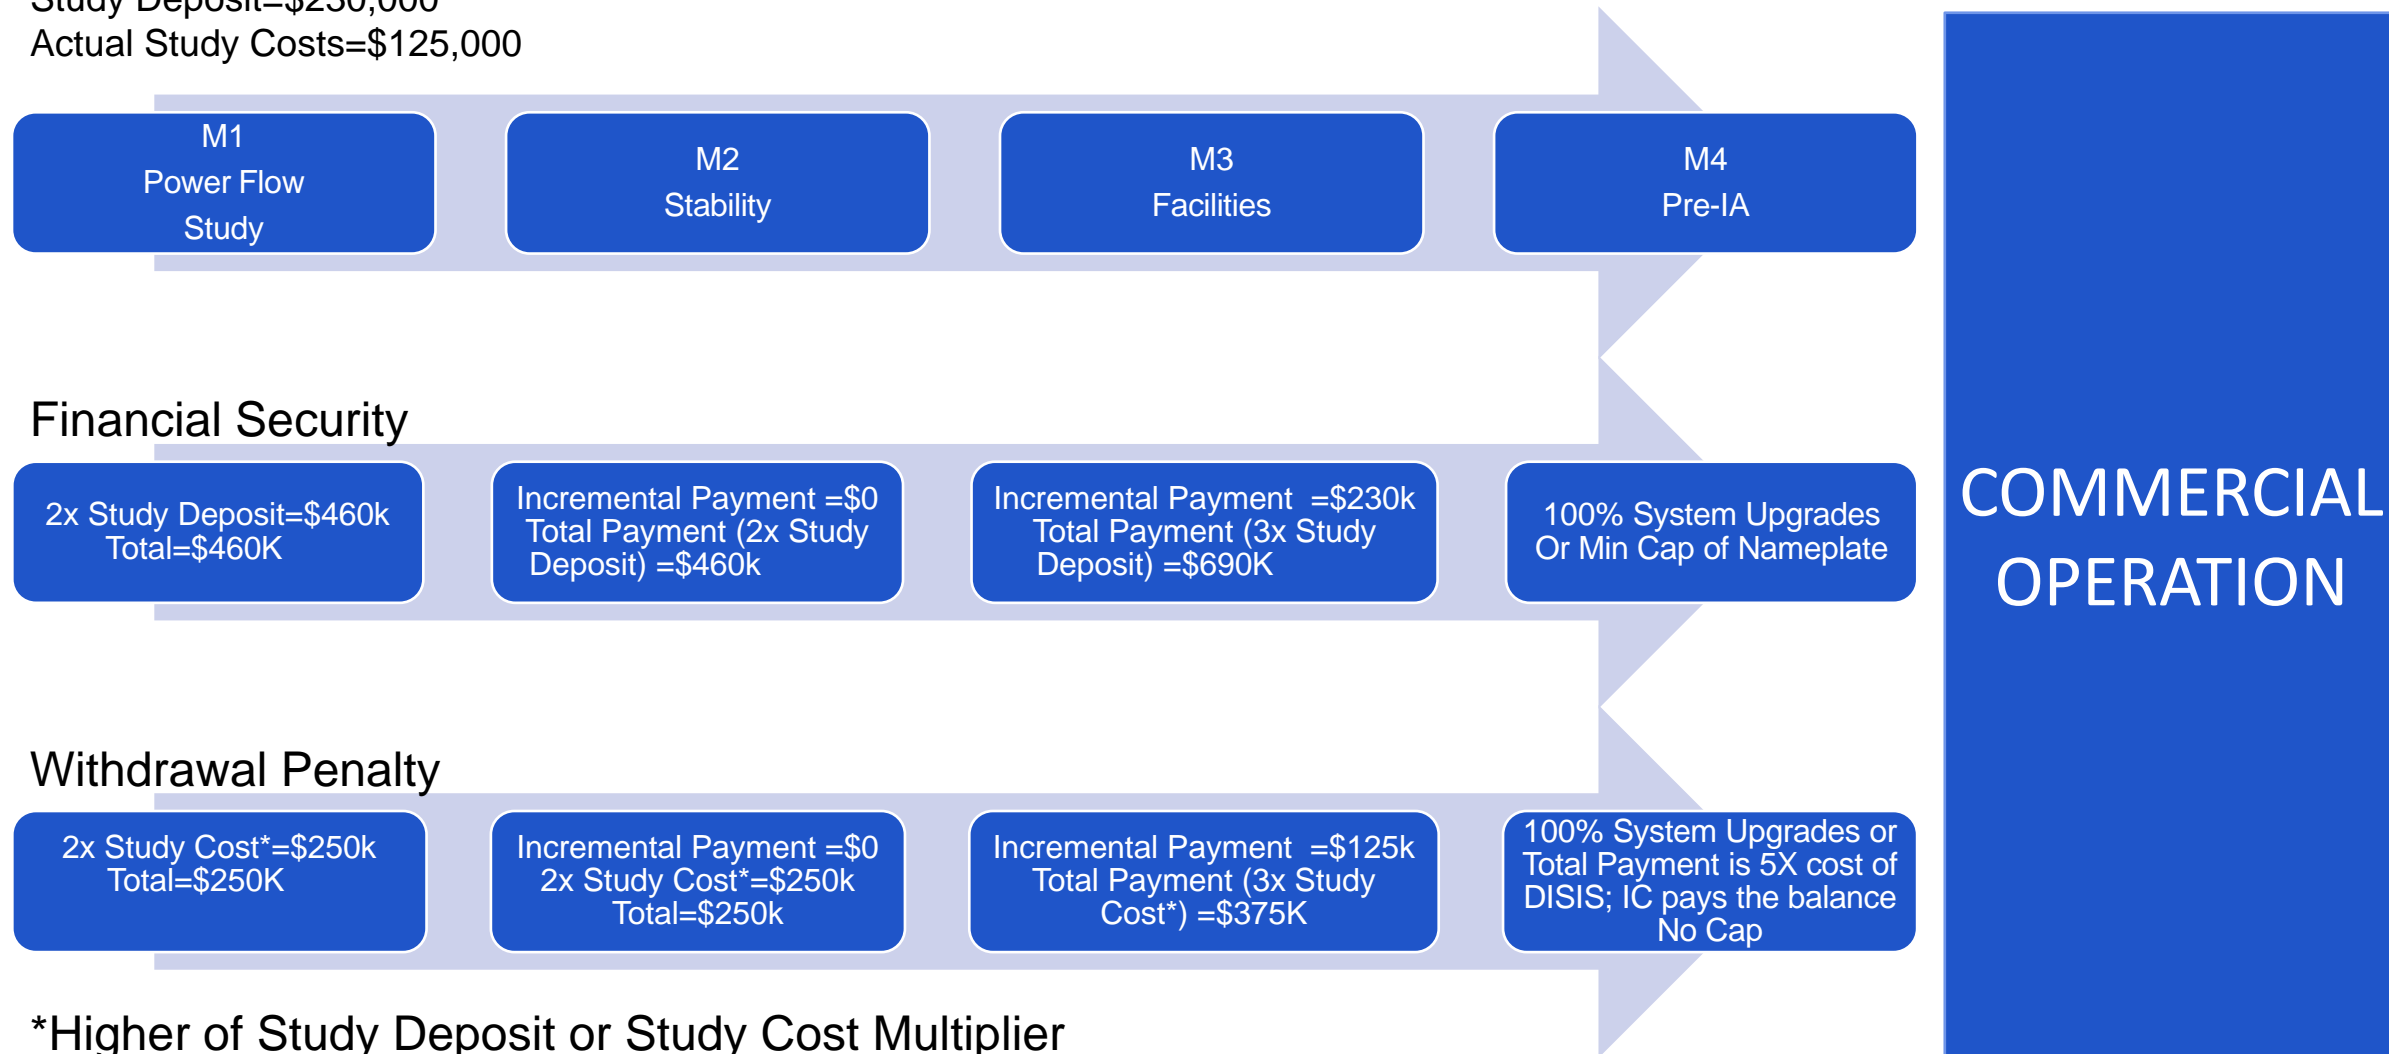 Study Deposit=$230,000
Actual Study Costs=$125,000
M1
Power Flow
Study
M2
Stability
M3
Facilities
M4
Pre-IA
Financial Security
2x Study Deposit=$460k
Total=$460K
Incremental Payment =$0
Total Payment (2x Study
Deposit) =$460k
Incremental Payment =$230k
Total Payment (3x Study
Deposit) =$690K
100% System Upgrades
Or Min Cap of Nameplate
COMMERCIAL
OPERATION
Withdrawal Penalty
2x Study Cost*=$250k
Total=$250K
Incremental Payment =$0
2x Study Cost*=$250k
Total=$250k
Incremental Payment =$125k
Total Payment (3x Study
Cost*) =$375K
100% System Upgrades or
Total Payment is 5X cost of
DISIS; IC pays the balance
No Cap
*Higher of Study Deposit or Study Cost Multiplier